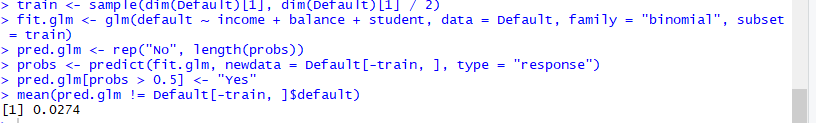 > train <- sample(dim(Default)[1], dim(Default)[1] / 2)
> fit.glm <- glm(default ~ income + balance + student, data = Default, family = "binomial", subset
= train)
> pred.glm <- rep("No", length(probs))
> probs <- predict(fit.glm, newdata = Default[-train, ], type = "response")
> pred.glm[probs > 0.5] <- "Yes"
> mean(pred.glm != Default[-train, ]$default)
[1] 0.0274